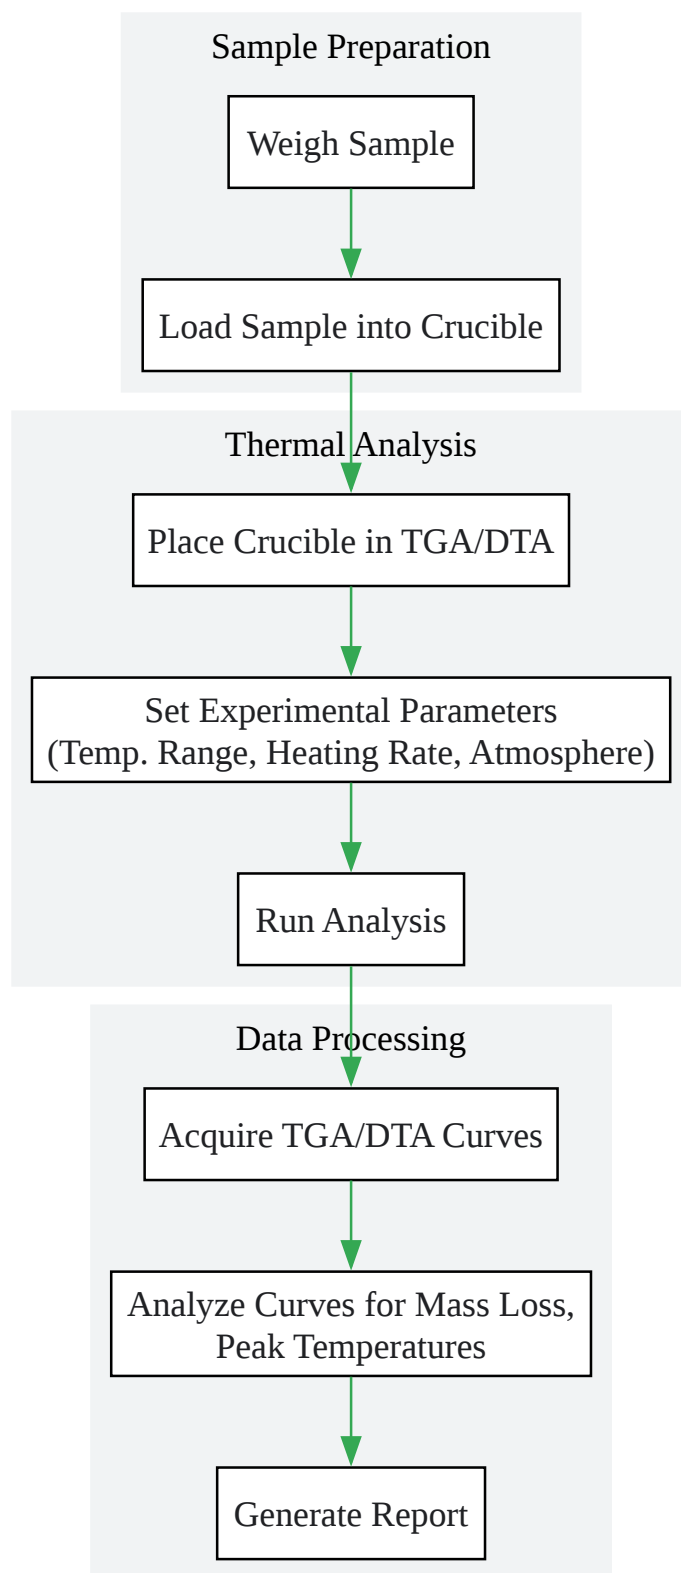 Sample Preparation
Weigh Sample
Load Sample into Crucible
Thermal Analysis
Place Crucible in TGA/DTA
Set Experimental Parameters
(Temp. Range, Heating Rate, Atmosphere)
Run Analysis
Data Processing
Acquire TGA/DTA Curves
Analyze Curves for Mass Loss,
Peak Temperatures
Generate Report